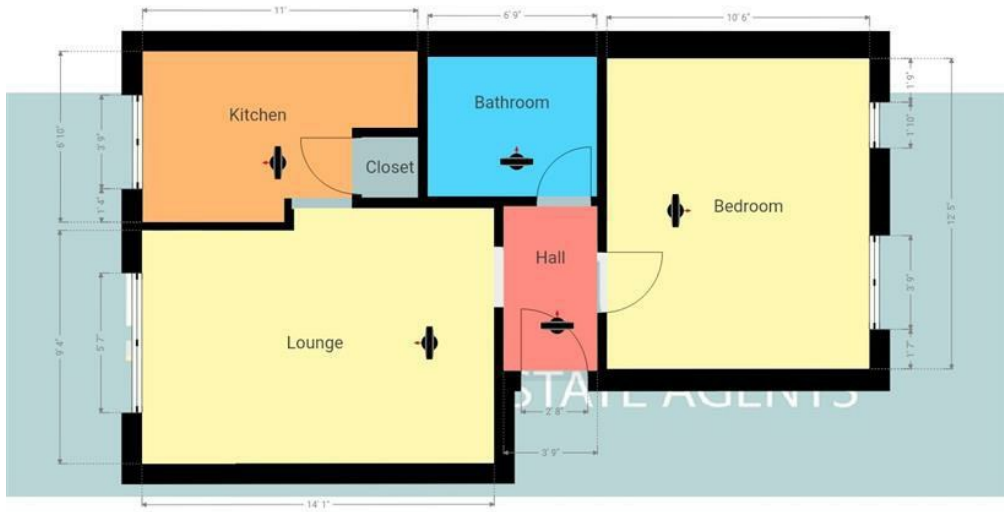 11'
6' 9"
10' 6"
Kitchen
Bathroom
Closet
Bedroom
Hall
Lounge
6' 10"
3' 9"
1' 4"
1' 9"
1' 10"
12' 5"
3' 9"
1' 7"
9' 4"
5' 7"
STATE AGENTS
2' 8"
3' 9"
14' 1"